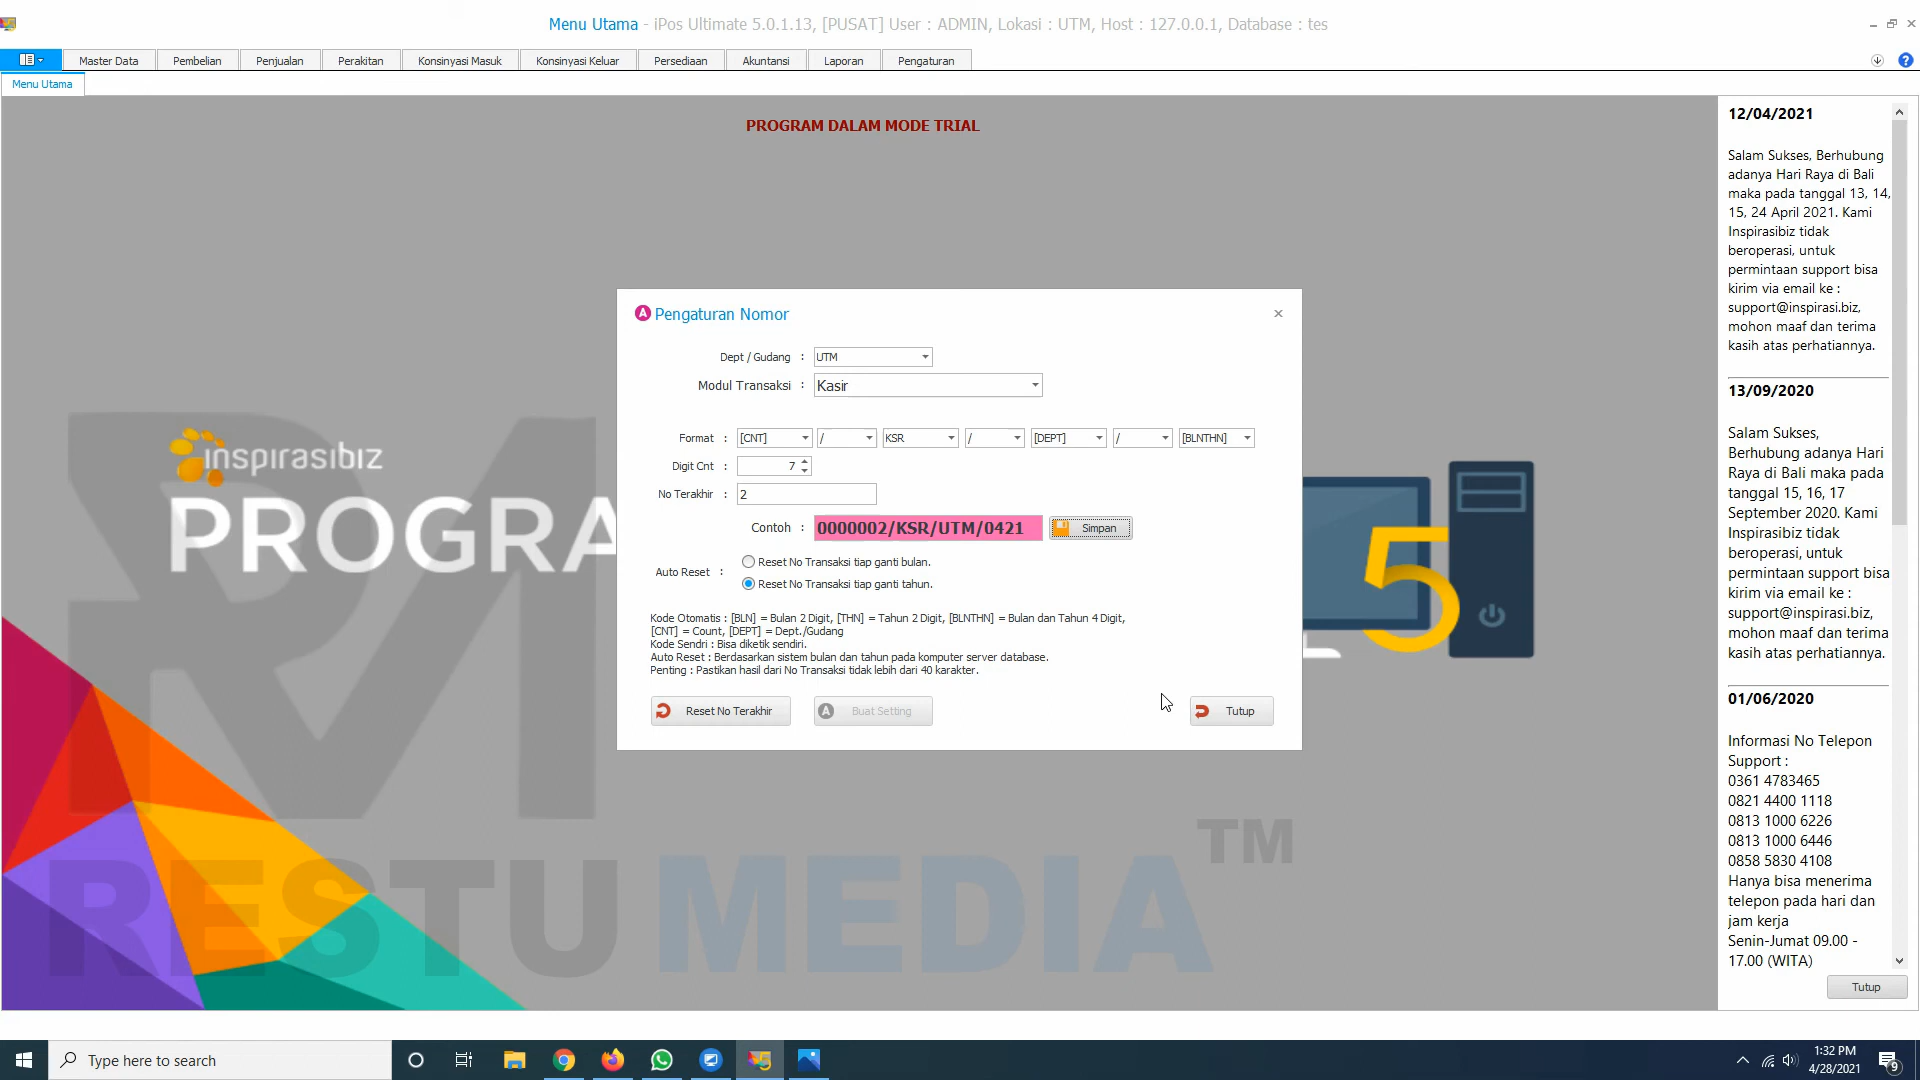 Menu Utama - iPos Ultimate 5.0.1.13, [PUSAT] User : ADMIN, Lokasi : UTM, Host : 127.0.0.1, Database : tes
Master Data
Pembelian
Penjualan
Perakitan
Konsinyasi Masuk
Konsinyasi Keluar
Persediaan
Akuntansi
Laporan
Pengaturan
Menu Utama
PROGRAM DALAM MODE TRIAL
inspirasibiz
PROGRA
5
RESTU MEDIA TM
Pengaturan Nomor
Dept / Gudang : UTM
Modul Transaksi : Kasir
Format : [CNT] / KSR / [DEPT] / [BLNTHN]
Digit Cnt : 7
No Terakhir : 2
Contoh : 0000002/KSR/UTM/0421 Simpan
Auto Reset :
Reset No Transaksi tiap ganti bulan.
Reset No Transaksi tiap ganti tahun.
Kode Otomatis : [BLN] = Bulan 2 Digit, [THN] = Tahun 2 Digit, [BLNTHN] = Bulan dan Tahun 4 Digit,
[CNT] = Count, [DEPT] = Dept./Gudang
Kode Sendri : Bisa diketik sendiri.
Auto Reset : Berdasarkan sistem bulan dan tahun pada komputer server database.
Penting : Pastikan hasil dari No Transaksi tidak lebih dari 40 karakter.
Reset No Terakhir
Buat Setting
Tutup
12/04/2021
Salam Sukses, Berhubung
adanya Hari Raya di Bali
maka pada tanggal 13, 14,
15, 24 April 2021. Kami
Inspirasibiz tidak
beroperasi, untuk
permintaan support bisa
kirim via email ke :
support@inspirasi.biz,
mohon maaf dan terima
kasih atas perhatiannya.
13/09/2020
Salam Sukses,
Berhubung adanya Hari
Raya di Bali maka pada
tanggal 15, 16, 17
September 2020. Kami
Inspirasibiz tidak
beroperasi, untuk
permintaan support bisa
kirim via email ke :
support@inspirasi.biz,
mohon maaf dan terima
kasih atas perhatiannya.
01/06/2020
Informasi No Telepon
Support :
0361 4783465
0821 4400 1118
0813 1000 6226
0813 1000 6446
0858 5830 4108
Hanya bisa menerima
telepon pada hari dan
jam kerja
Senin-Jumat 09.00 -
17.00 (WITA)
Tutup
Type here to search
1:32 PM
4/28/2021
9